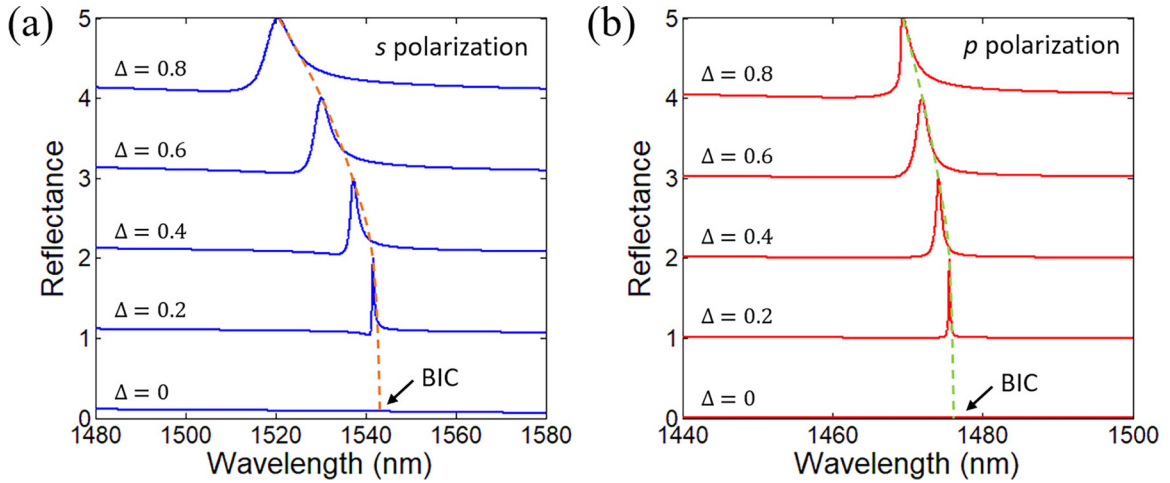 (a)
s polarization
Δ = 0.8
Δ = 0.6
Δ = 0.4
Δ = 0.2
Δ = 0
BIC
Reflectance
5
4
3
2
1
0
1480 1500 1520 1540 1560 1580
Wavelength (nm)
(b)
p polarization
Δ = 0.8
Δ = 0.6
Δ = 0.4
Δ = 0.2
Δ = 0
BIC
Reflectance
5
4
3
2
1
0
1440 1460 1480 1500
Wavelength (nm)